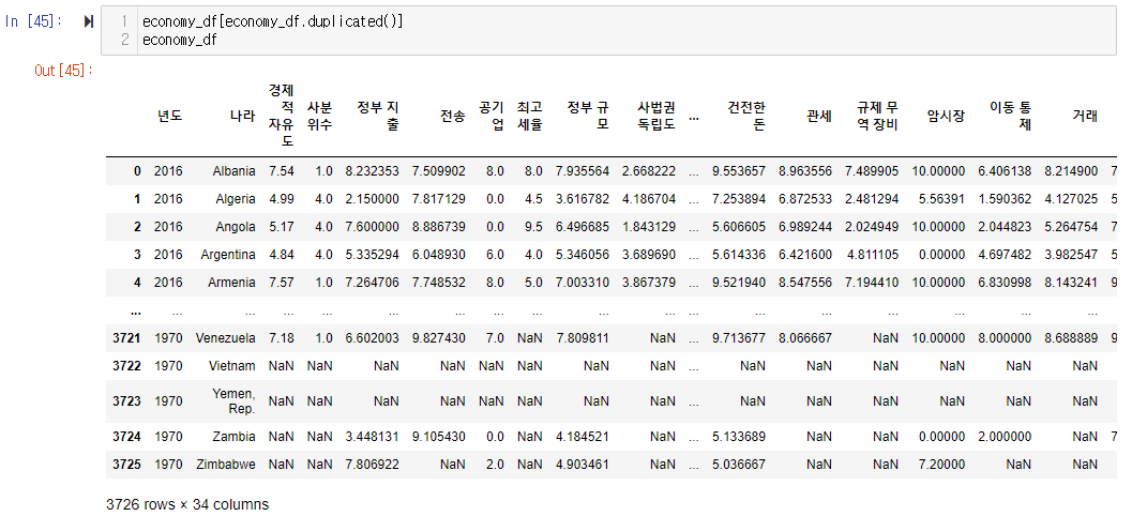 In [45]:
1 economy_df[economy_df.duplicated()]
2 economy_df
Out[45]:
년도 나라 경제적 자유도 사분위수 정부 지출 전송 공기업 최고세율 정부 규모 사법권 독립도 ... 건전한 돈 관세 규제 무역 장비 암시장 이동 통제 거래
0 2016 Albania 7.54 1.0 8.232353 7.509902 8.0 8.0 7.935564 2.668222 ... 9.553657 8.963556 7.489905 10.00000 6.406138 8.214900 7
1 2016 Algeria 4.99 4.0 2.150000 7.817129 0.0 4.5 3.616782 4.186704 ... 7.253894 6.872533 2.481294 5.56391 1.590362 4.127025 5
2 2016 Angola 5.17 4.0 7.600000 8.886739 0.0 9.5 6.496685 1.843129 ... 5.606605 6.989244 2.024949 10.00000 2.044823 5.264754 7
3 2016 Argentina 4.84 4.0 5.335294 6.048930 6.0 4.0 5.346056 3.689690 ... 5.614336 6.421600 4.811105 0.00000 4.697482 3.982547 5
4 2016 Armenia 7.57 1.0 7.264706 7.748532 8.0 5.0 7.003310 3.867379 ... 9.521940 8.547556 7.194410 10.00000 6.830998 8.143241 9
... ... ... ... ... ... ... ... ... ... ... ... ... ... ... ... ... ...
3721 1970 Venezuela 7.18 1.0 6.602003 9.827430 7.0 NaN 7.809811 NaN ... 9.713677 8.066667 NaN 10.00000 8.000000 8.688889 9
3722 1970 Vietnam NaN NaN NaN NaN NaN NaN NaN NaN ... NaN NaN NaN NaN NaN NaN
3723 1970 Yemen, Rep. NaN NaN NaN NaN NaN NaN NaN NaN ... NaN NaN NaN NaN NaN NaN
3724 1970 Zambia NaN NaN 3.448131 9.105430 0.0 NaN 4.184521 NaN ... 5.133689 NaN NaN 0.00000 2.000000 NaN 7
3725 1970 Zimbabwe NaN NaN 7.806922 NaN 2.0 NaN 4.903461 NaN ... 5.036667 NaN NaN 7.20000 NaN NaN
3726 rows × 34 columns